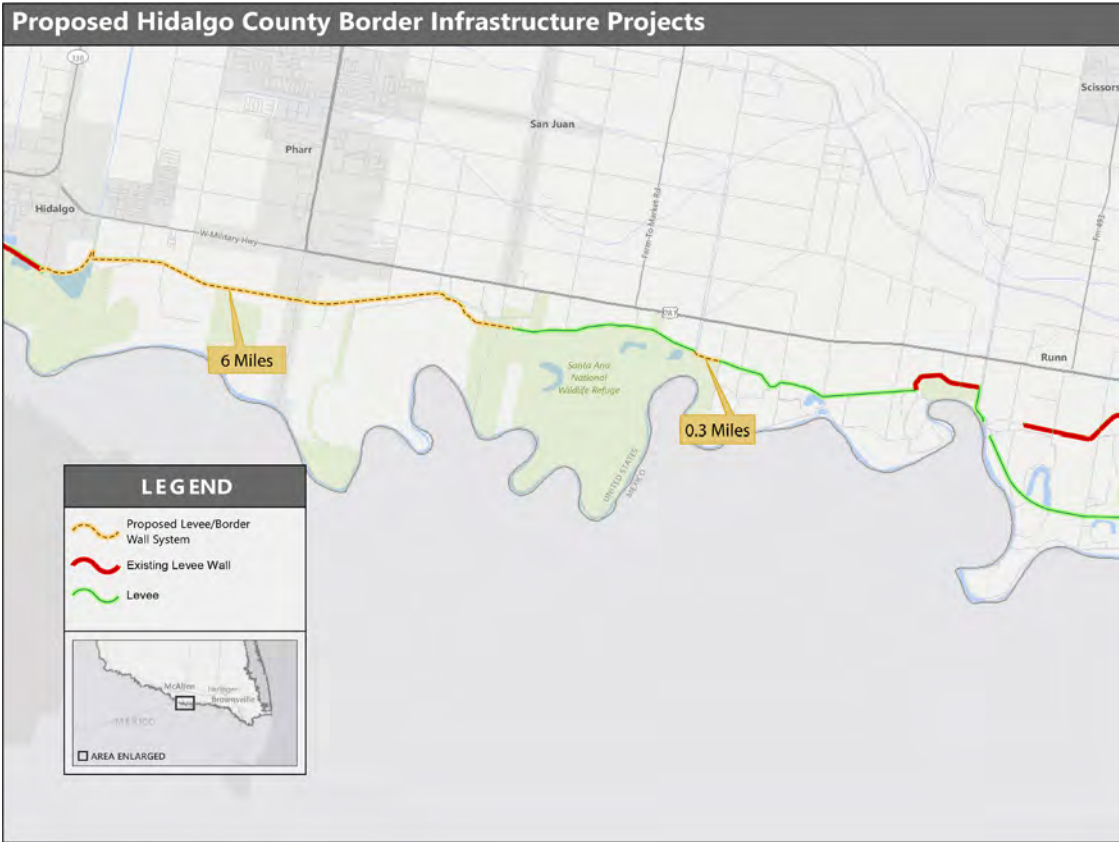 Proposed Hidalgo County Border Infrastructure Projects
Scissors
San Juan
Pharr
Hidalgo
W Military Hwy
Farm-To-Market Rd
Runn
6 Miles
Santa Ana
National
Wildlife Refuge
0.3 Miles
UNITED STATES
MEXICO
LEGEND
Proposed Levee/Border
Wall System
Existing Levee Wall
Levee
McAllen
Brownsville
MEXICO
AREA ENLARGED